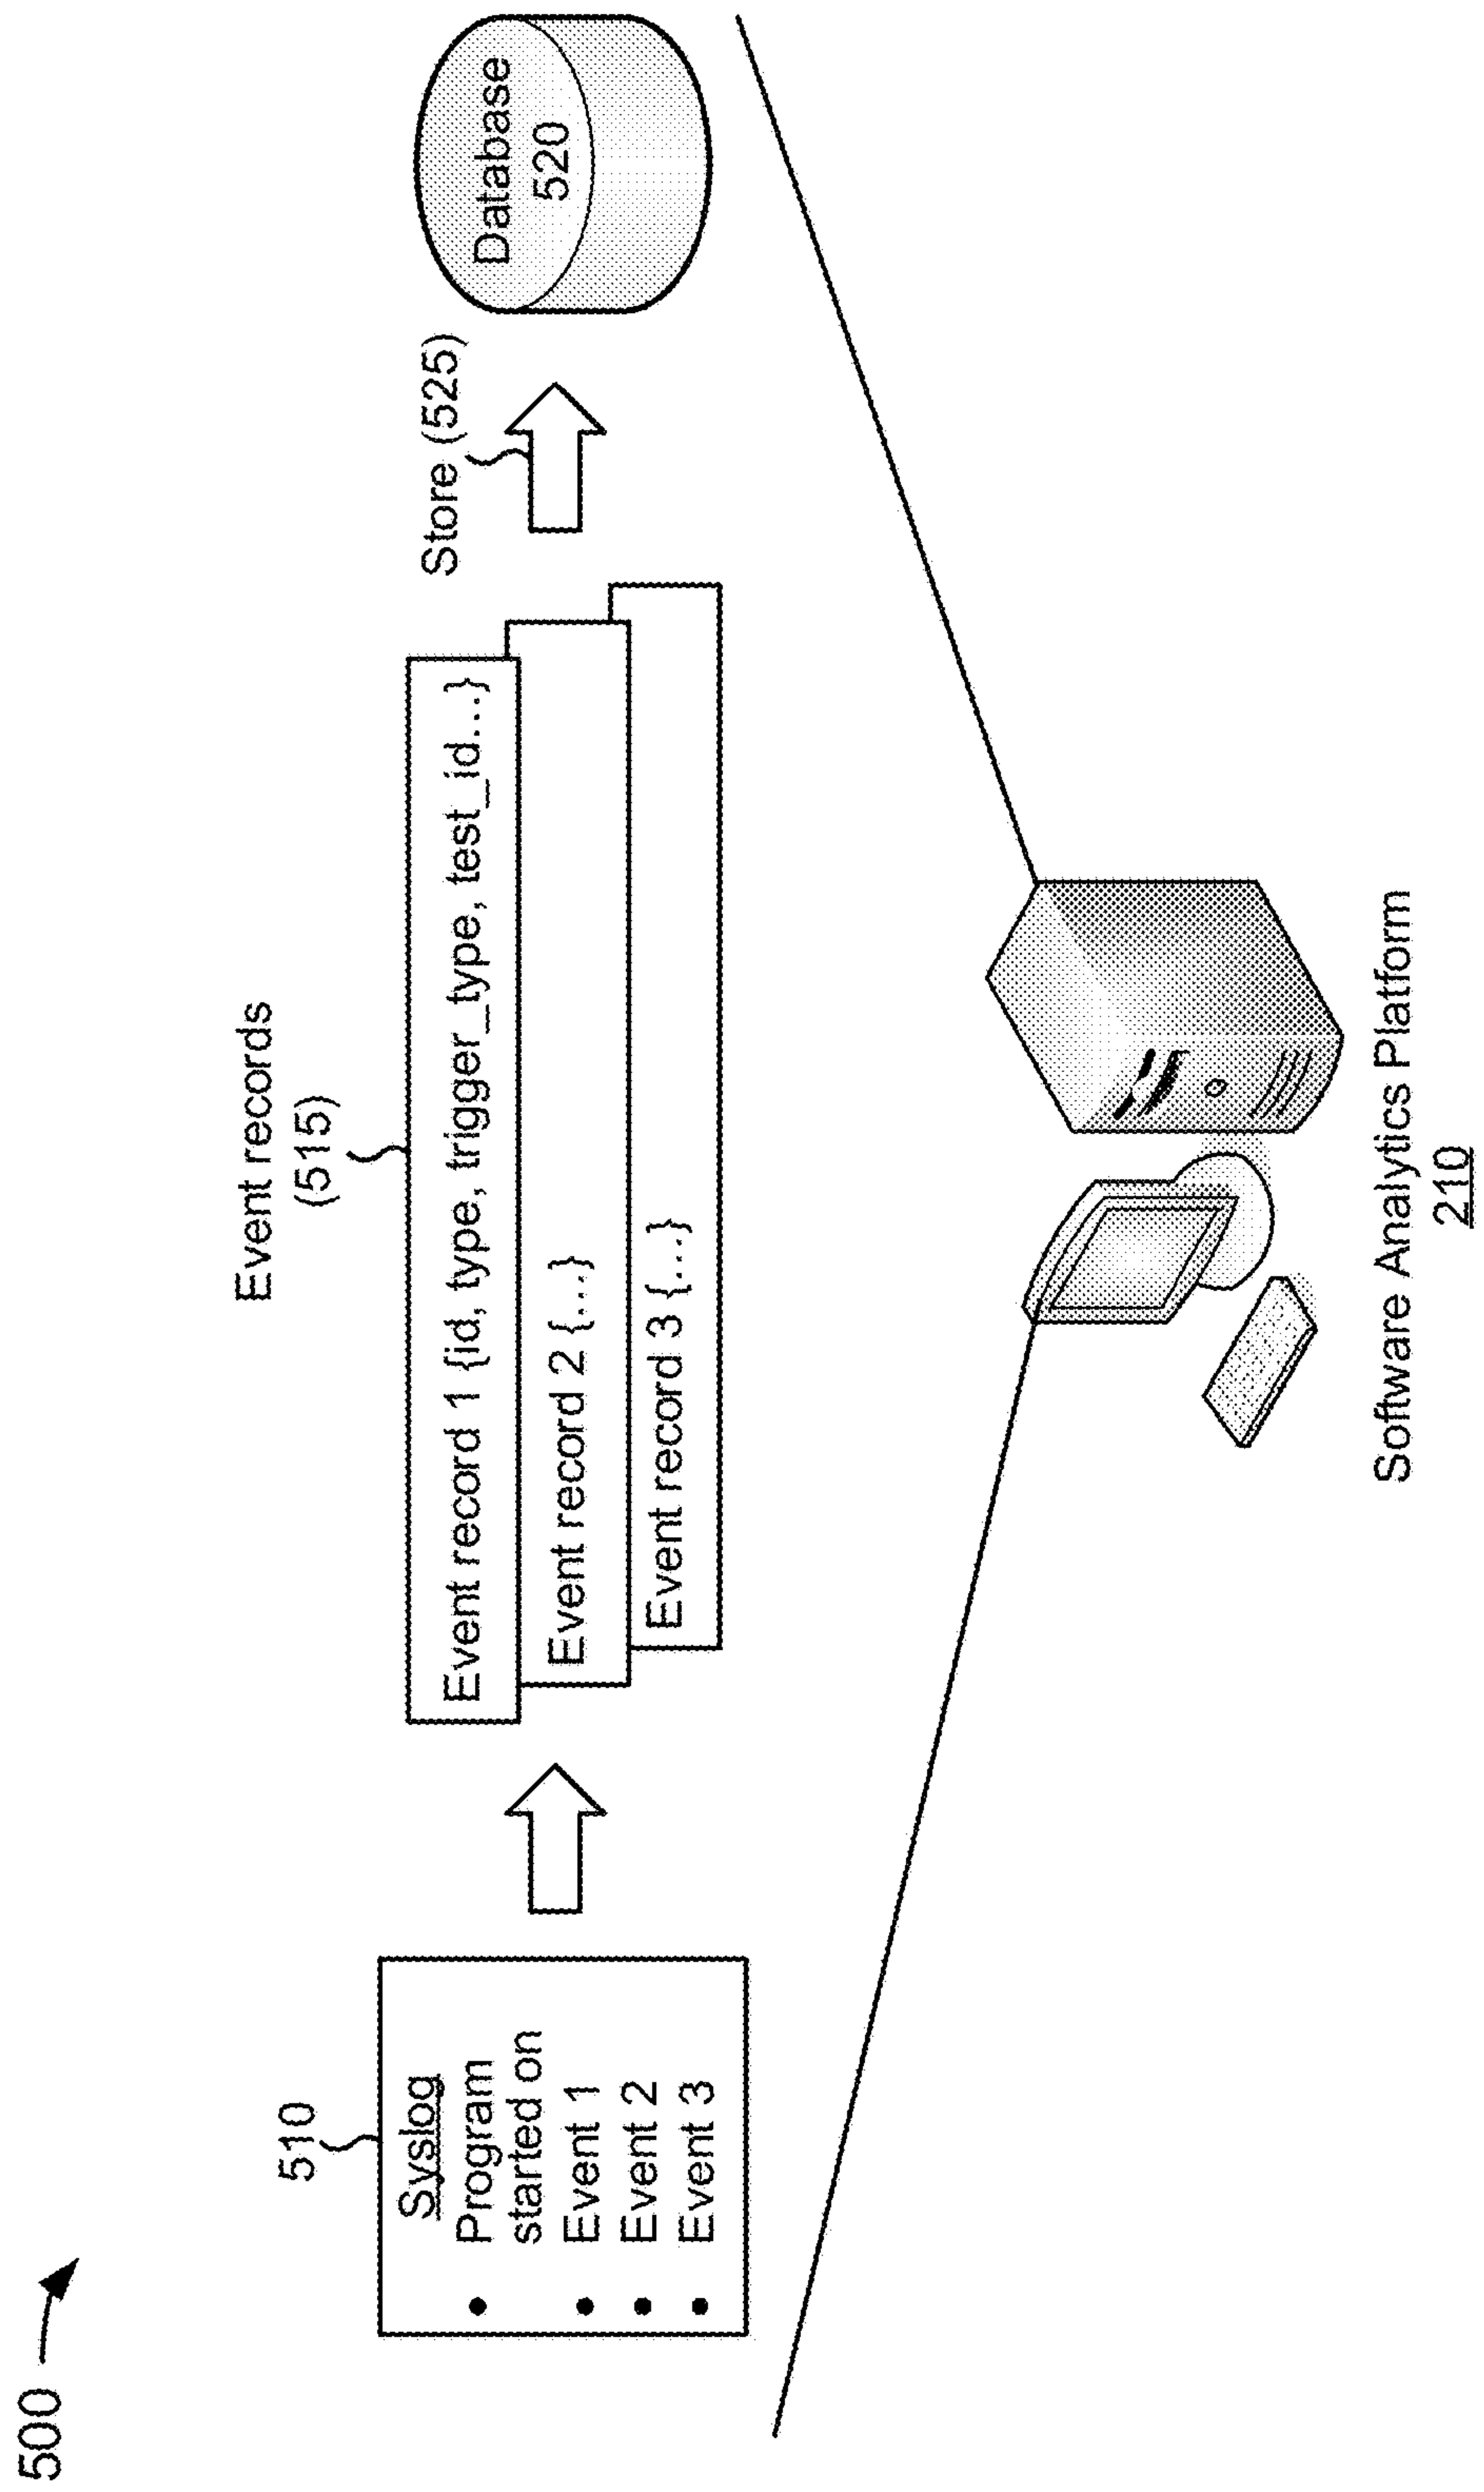 500
510
Syslog
• Program
started on
• Event 1
• Event 2
• Event 3
Event records
(515)
Event record 1 {id, type, trigger_type, test_id…}
Event record 2 {…}
Event record 3 {…}
Store (525)
Database
520
Software Analytics Platform
210